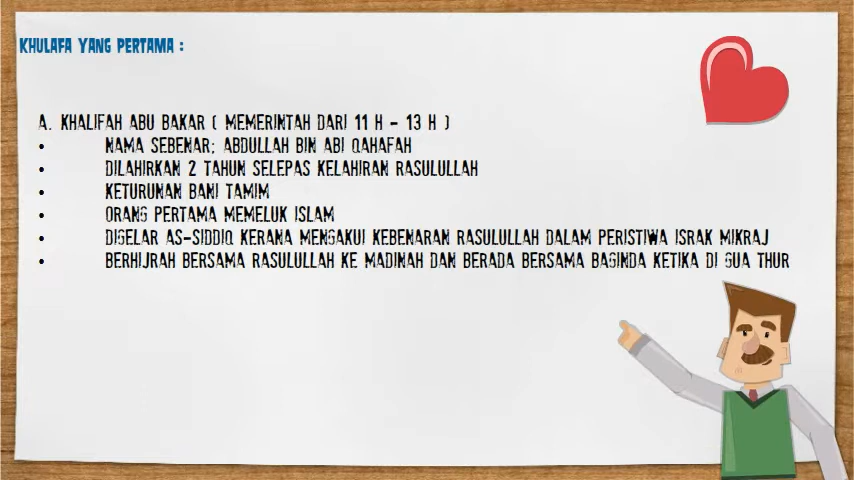 KHULAFA YANG PERTAMA :
A. KHALIFAH ABU BAKAR ( MEMERINTAH DARI 11 H - 13 H )
• NAMA SEBENAR; ABDULLAH BIN ABI QAHAFAH
• DILAHIRKAN 2 TAHUN SELEPAS KELAHIRAN RASULULLAH
• KETURUNAN BANI TAMIM
• ORANG PERTAMA MEMELUK ISLAM
• DIGELAR AS-SIDDIQ KERANA MENGAKUI KEBENARAN RASULULLAH DALAM PERISTIWA ISRAK MIKRAJ
• BERHIJRAH BERSAMA RASULULLAH KE MADINAH DAN BERADA BERSAMA BAGINDA KETIKA DI GUA THUR